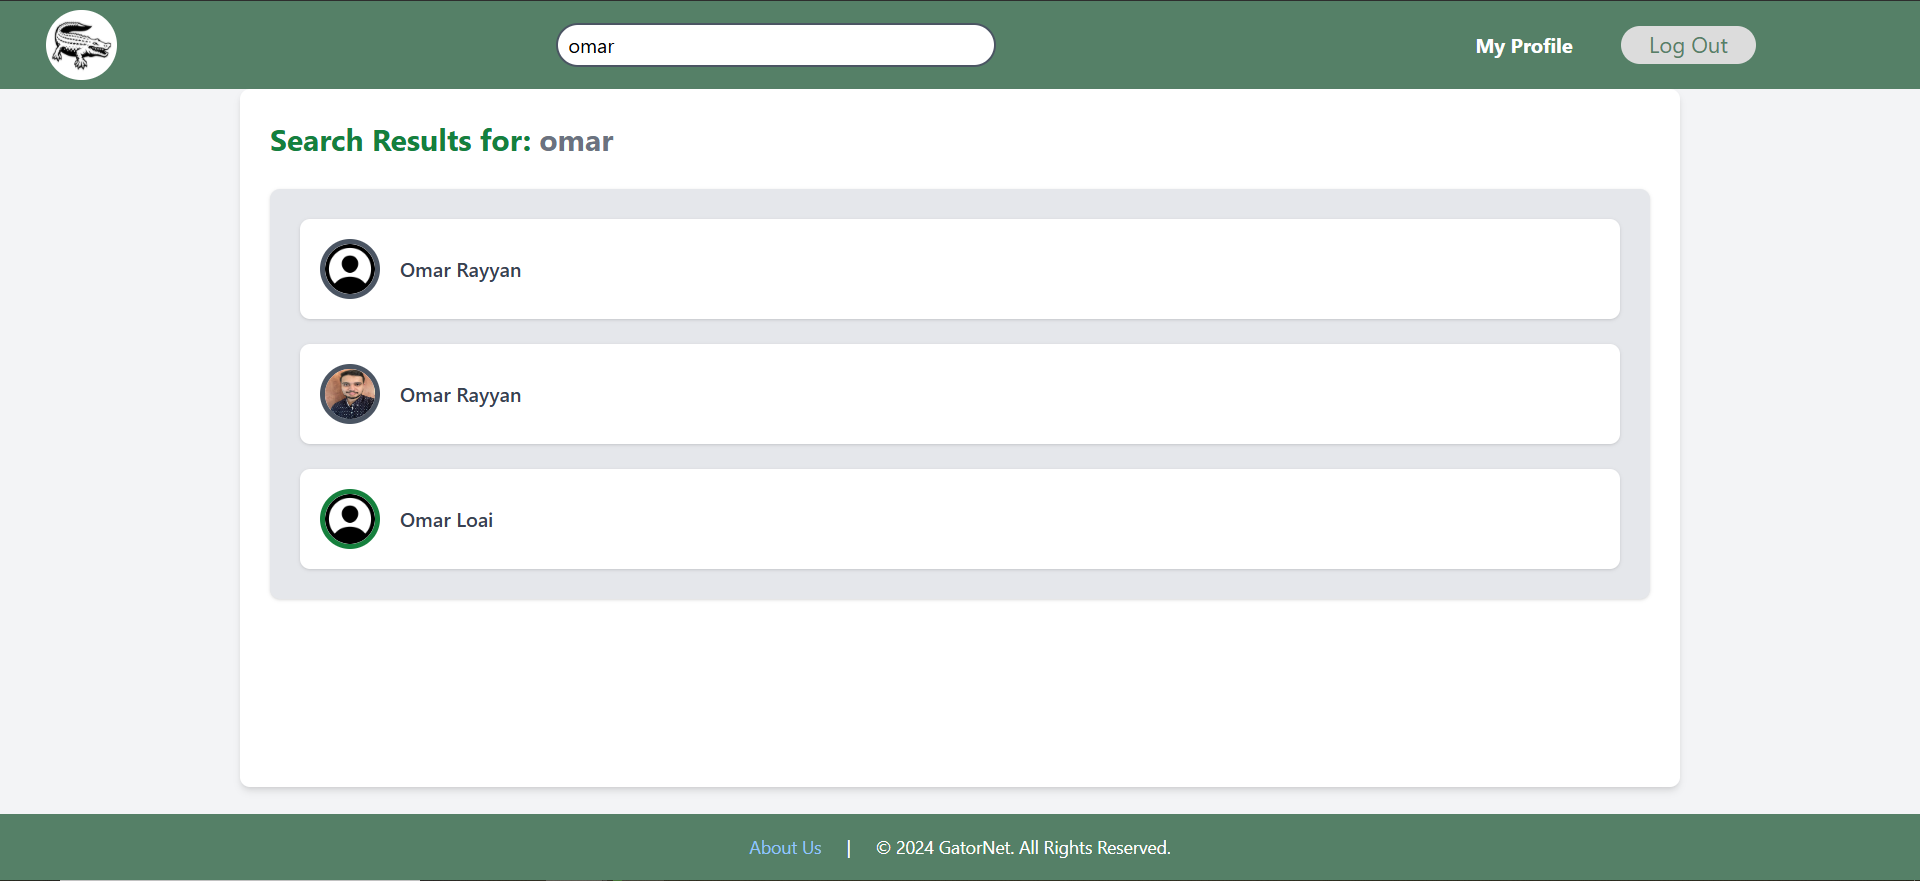 omar
My Profile
Log Out
Search Results for: omar
Omar Rayyan
Omar Rayyan
Omar Loai
About Us | © 2024 GatorNet. All Rights Reserved.